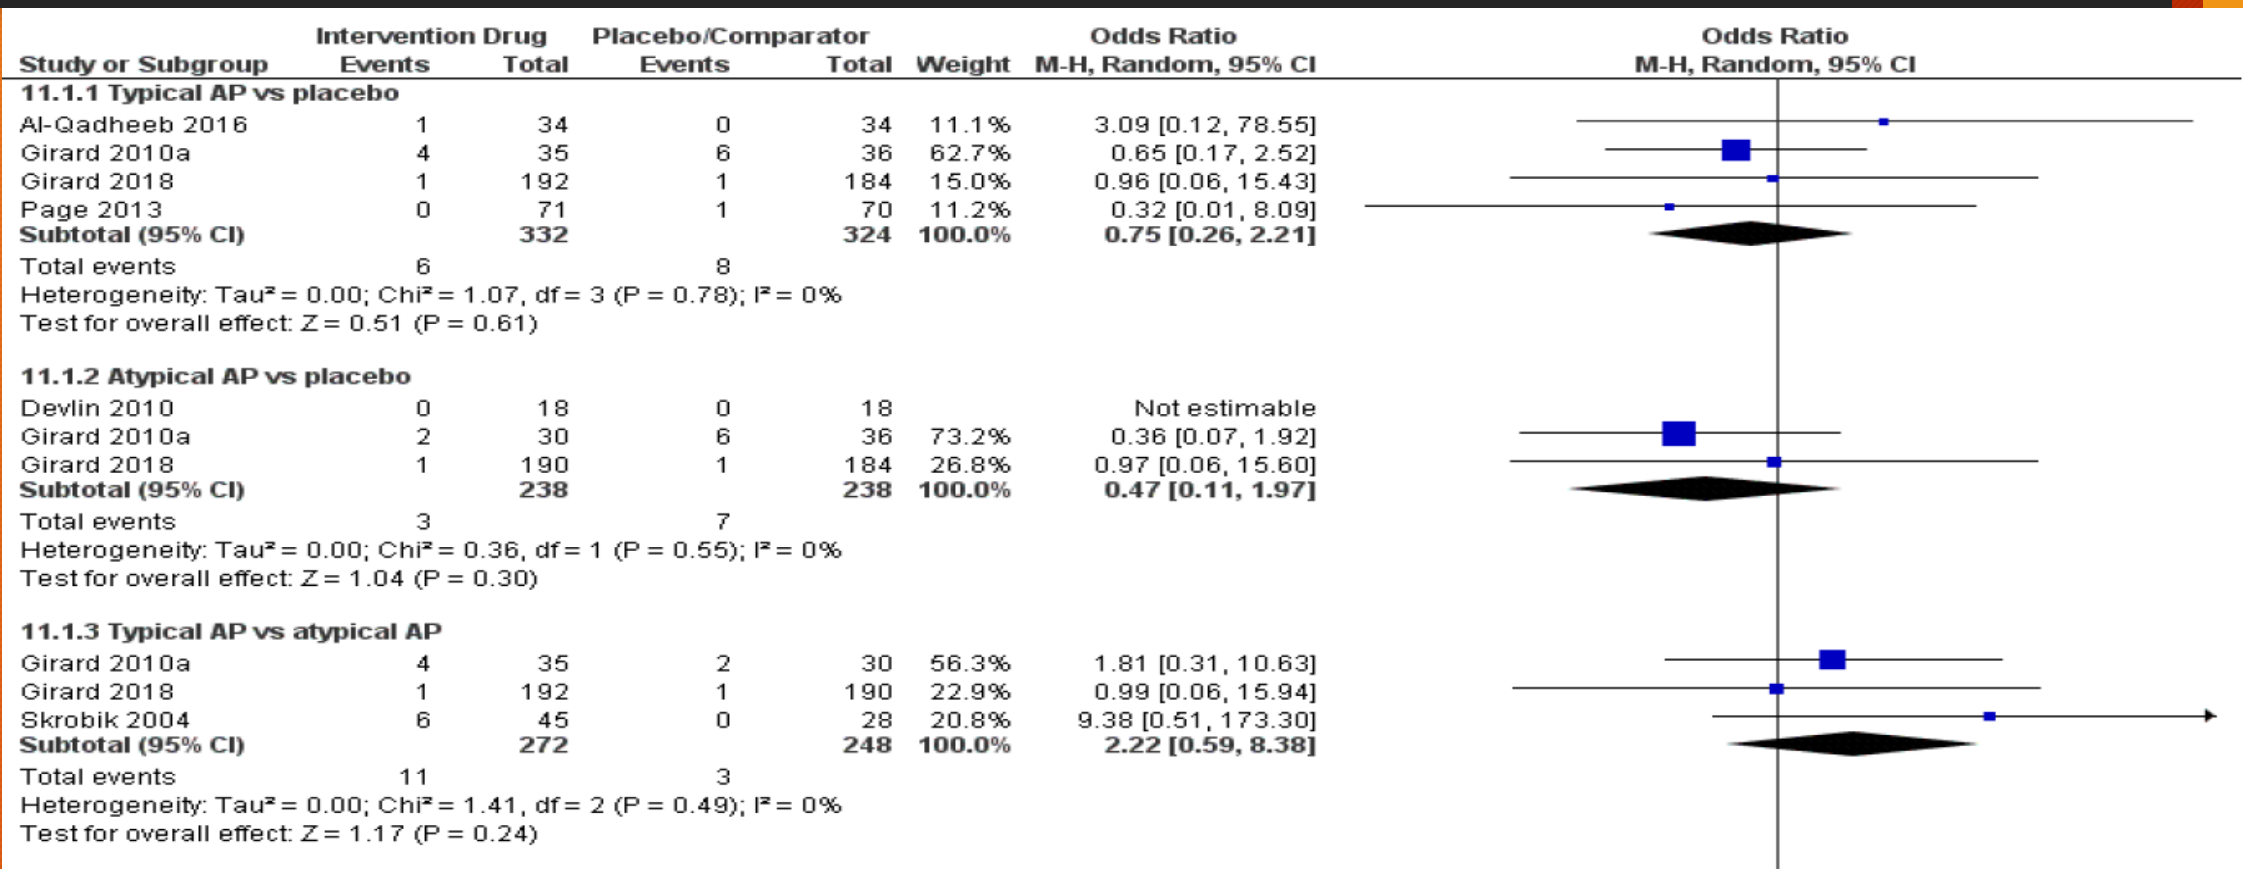 Intervention Drug Placebo/Comparator Odds Ratio Odds Ratio
Study or Subgroup Events Total Events Total Weight M-H, Random, 95% CI M-H, Random, 95% CI
11.1.1 Typical AP vs placebo
Al-Qadheeb 2016 1 34 0 34 11.1% 3.09 [0.12, 78.55]
Girard 2010a 4 35 6 36 62.7% 0.65 [0.17, 2.52]
Girard 2018 1 192 1 184 15.0% 0.96 [0.06, 15.43]
Page 2013 0 71 1 70 11.2% 0.32 [0.01, 8.09]
Subtotal (95% CI) 332 324 100.0% 0.75 [0.26, 2.21]
Total events 6 8
Heterogeneity: Tau² = 0.00; Chi² = 1.07, df = 3 (P = 0.78); I² = 0%
Test for overall effect: Z = 0.51 (P = 0.61)
11.1.2 Atypical AP vs placebo
Devlin 2010 0 18 0 18 Not estimable
Girard 2010a 2 30 6 36 73.2% 0.36 [0.07, 1.92]
Girard 2018 1 190 1 184 26.8% 0.97 [0.06, 15.60]
Subtotal (95% CI) 238 238 100.0% 0.47 [0.11, 1.97]
Total events 3 7
Heterogeneity: Tau² = 0.00; Chi² = 0.36, df = 1 (P = 0.55); I² = 0%
Test for overall effect: Z = 1.04 (P = 0.30)
11.1.3 Typical AP vs atypical AP
Girard 2010a 4 35 2 30 56.3% 1.81 [0.31, 10.63]
Girard 2018 1 192 1 190 22.9% 0.99 [0.06, 15.94]
Skrobik 2004 6 45 0 28 20.8% 9.38 [0.51, 173.30]
Subtotal (95% CI) 272 248 100.0% 2.22 [0.59, 8.38]
Total events 11 3
Heterogeneity: Tau² = 0.00; Chi² = 1.41, df = 2 (P = 0.49); I² = 0%
Test for overall effect: Z = 1.17 (P = 0.24)